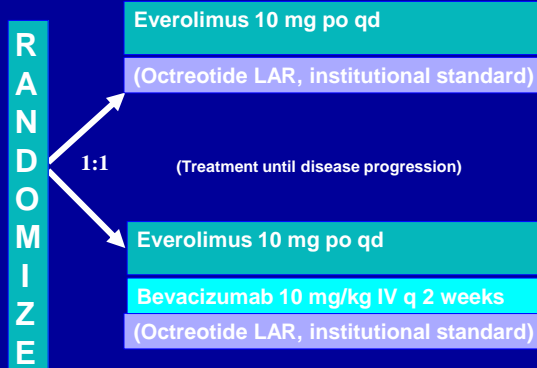 RANDOMIZE
Everolimus 10 mg po qd
(Octreotide LAR, institutional standard)
1:1
(Treatment until disease progression)
Everolimus 10 mg po qd
Bevacizumab 10 mg/kg IV q 2 weeks
(Octreotide LAR, institutional standard)